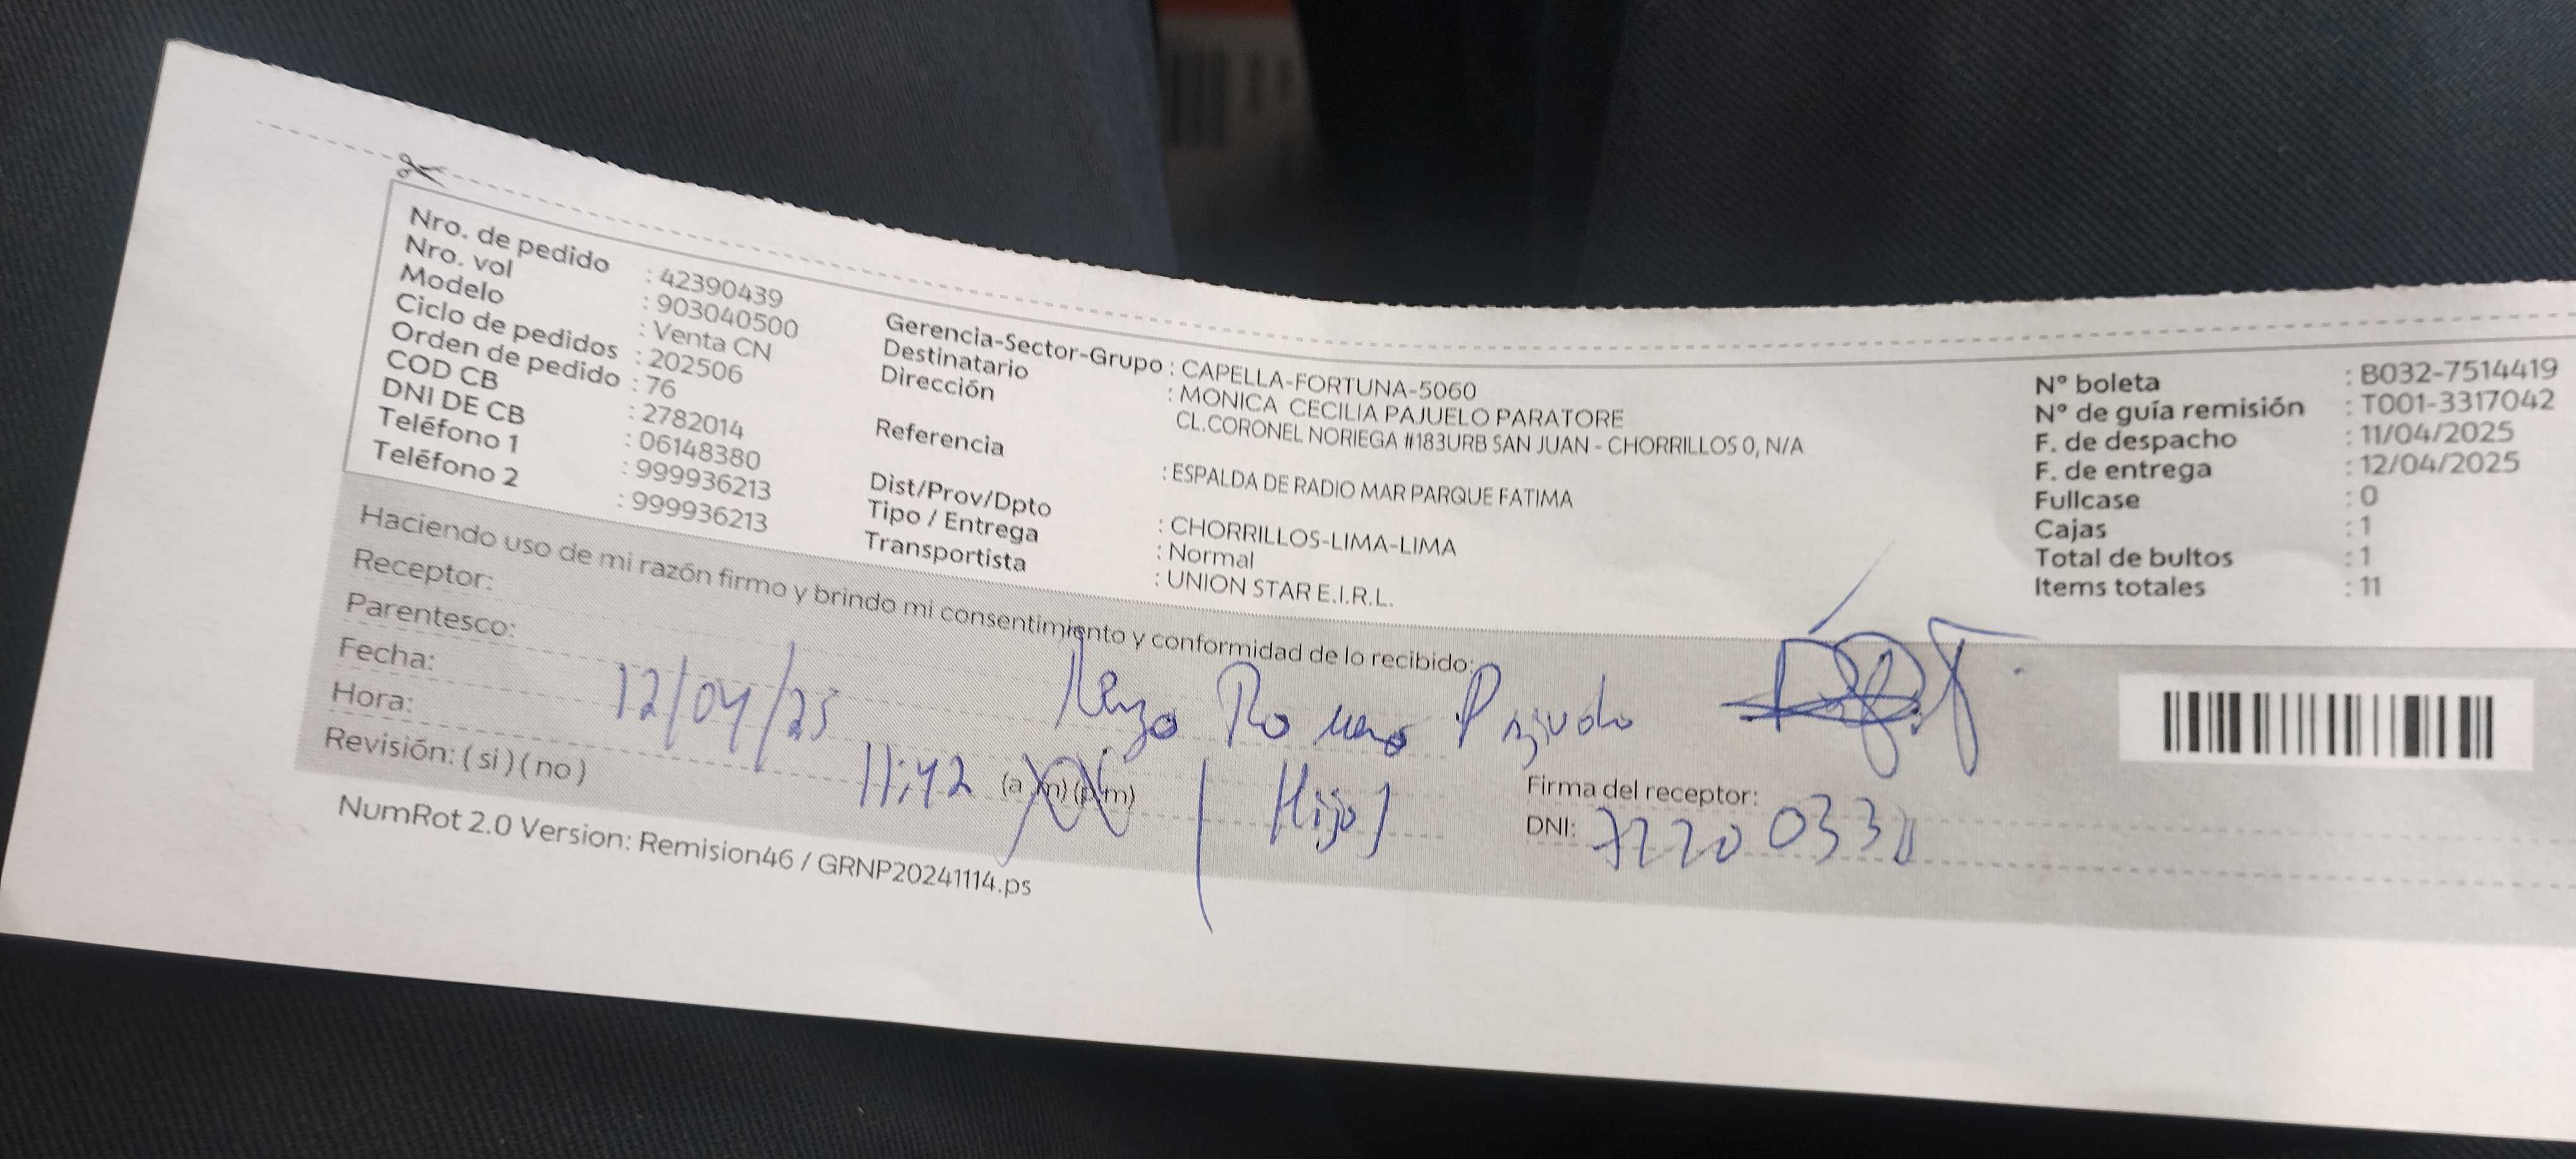 Nro. de pedido : 42390439
Nro. vol : 903040500
Modelo : Venta CN
Ciclo de pedidos : 202506
Orden de pedido : 76
COD CB : 2782014
DNI DE CB : 06148380
Teléfono 1 : 999936213
Teléfono 2 : 999936213
Gerencia-Sector-Grupo : CAPELLA-FORTUNA-5060
Destinatario : MONICA CECILIA PAJUELO PARATORE
Dirección CL.CORONEL NORIEGA #183URB SAN JUAN - CHORRILLOS 0, N/A
Referencia : ESPALDA DE RADIO MAR PARQUE FATIMA
Dist/Prov/Dpto : CHORRILLOS-LIMA-LIMA
Tipo / Entrega : Normal
Transportista : UNION STAR E.I.R.L.
N° boleta : B032-7514419
N° de guía remisión : T001-3317042
F. de despacho : 11/04/2025
F. de entrega : 12/04/2025
Fullcase : 0
Cajas : 1
Total de bultos : 1
Items totales : 11
Haciendo uso de mi razón firmo y brindo mi consentimiento y conformidad de lo recibido:
Receptor: Renzo Romero
Parentesco: (Hijo)
Fecha: 12/04/25
Hora: 11:42 (a m) (p m)
Revisión: ( si ) ( no )
Firma del receptor:
DNI:
NumRot 2.0 Version: Remision46 / GRNP20241114.ps